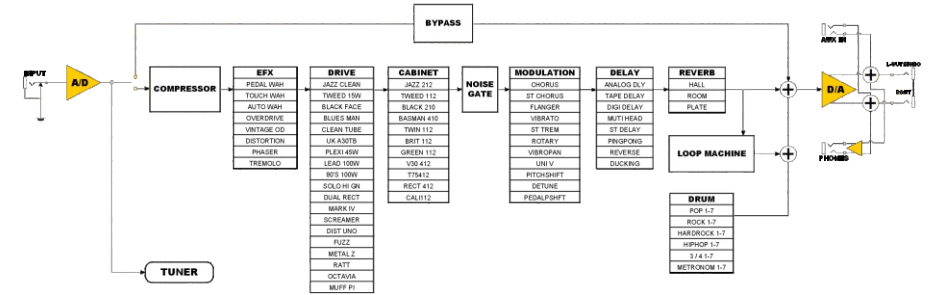 BYPASS
INPUT
A/D
COMPRESSOR
EFX
PEDAL WAH
TOUCH WAH
AUTO WAH
OVERDRIVE
VINTAGE OD
DISTORTION
PHASER
TREMOLO
DRIVE
JAZZ CLEAN
TWEED 15W
BLACK FACE
BLUES MAN
CLEAN TUBE
UK A30TB
PLEXI 45W
LEAD 100W
80'S 100W
SOLO HI GN
DUAL RECT
MARK IV
SCREAMER
DIST UNO
FUZZ
METAL Z
RATT
OCTAVIA
MUFF PI
CABINET
JAZZ 212
TWEED 112
BLACK 210
BASMAN 410
TWIN 112
BRIT 112
GREEN 112
V30 412
T75412
RECT 412
CALI112
NOISE
GATE
MODULATION
CHORUS
ST CHORUS
FLANGER
VIBRATO
ST TREM
ROTARY
VIBROPAN
UNI V
PITCHSHIFT
DETUNE
PEDALPSHFT
DELAY
ANALOG DLY
TAPE DELAY
DIGI DELAY
MUTI HEAD
ST DELAY
PINGPONG
REVERSE
DUCKING
REVERB
HALL
ROOM
PLATE
LOOP MACHINE
DRUM
POP 1-7
ROCK 1-7
HARDROCK 1-7
HIPHOP 1-7
3 / 4 1-7
METRONOM 1-7
D/A
AUX IN
PHONES
TUNER